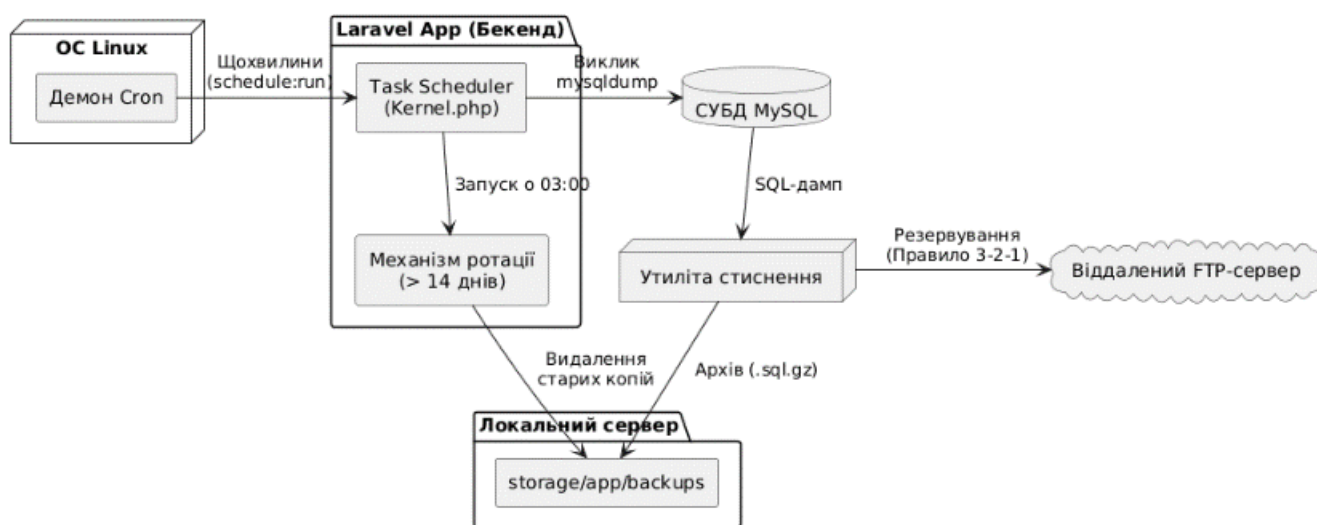 ОС Linux
Демон Cron
Щохвилини
(schedule:run)
Laravel App (Бекенд)
Task Scheduler
(Kernel.php)
Виклик
mysqldump
СУБД MySQL
Запуск о 03:00
SQL-дамп
Механізм ротації
(> 14 днів)
Утиліта стиснення
Резервування
(Правило 3-2-1)
Віддалений FTP-сервер
Видалення
старих копій
Архів (.sql.gz)
Локальний сервер
storage/app/backups